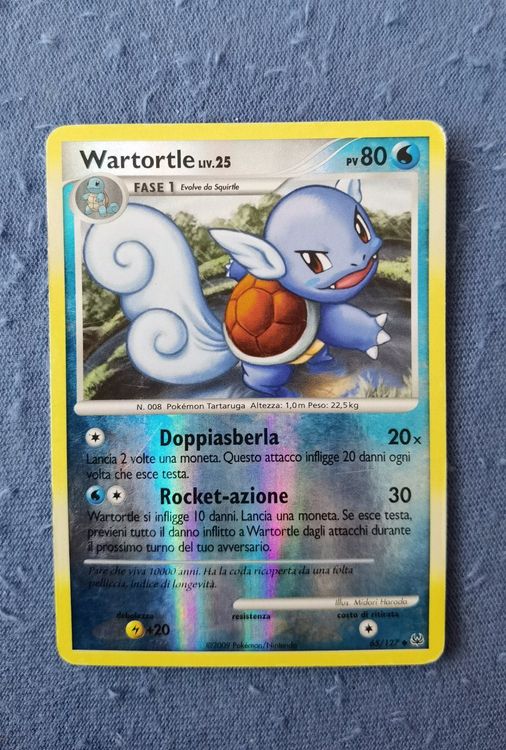 Wartortle LIV.25 PV 80
FASE 1 Evolve da Squirtle
N. 008 Pokémon Tartaruga Altezza: 1,0 m Peso: 22,5 kg
Doppiasberla 20x
Lancia 2 volte una moneta. Questo attacco infligge 20 danni ogni
volta che esce testa.
Rocket-azione 30
Wartortle si infligge 10 danni. Lancia una moneta. Se esce testa,
previeni tutto il danno inflitto a Wartortle dagli attacchi durante
il prossimo turno del tuo avversario.
Pare che viva 10000 anni. Ha la coda ricoperta da una folta
pelliccia, indice di longevità.
Illus. Midori Harada
debolezza resistenza costo di ritirata
+20
©2009 Pokémon/Nintendo 65/127